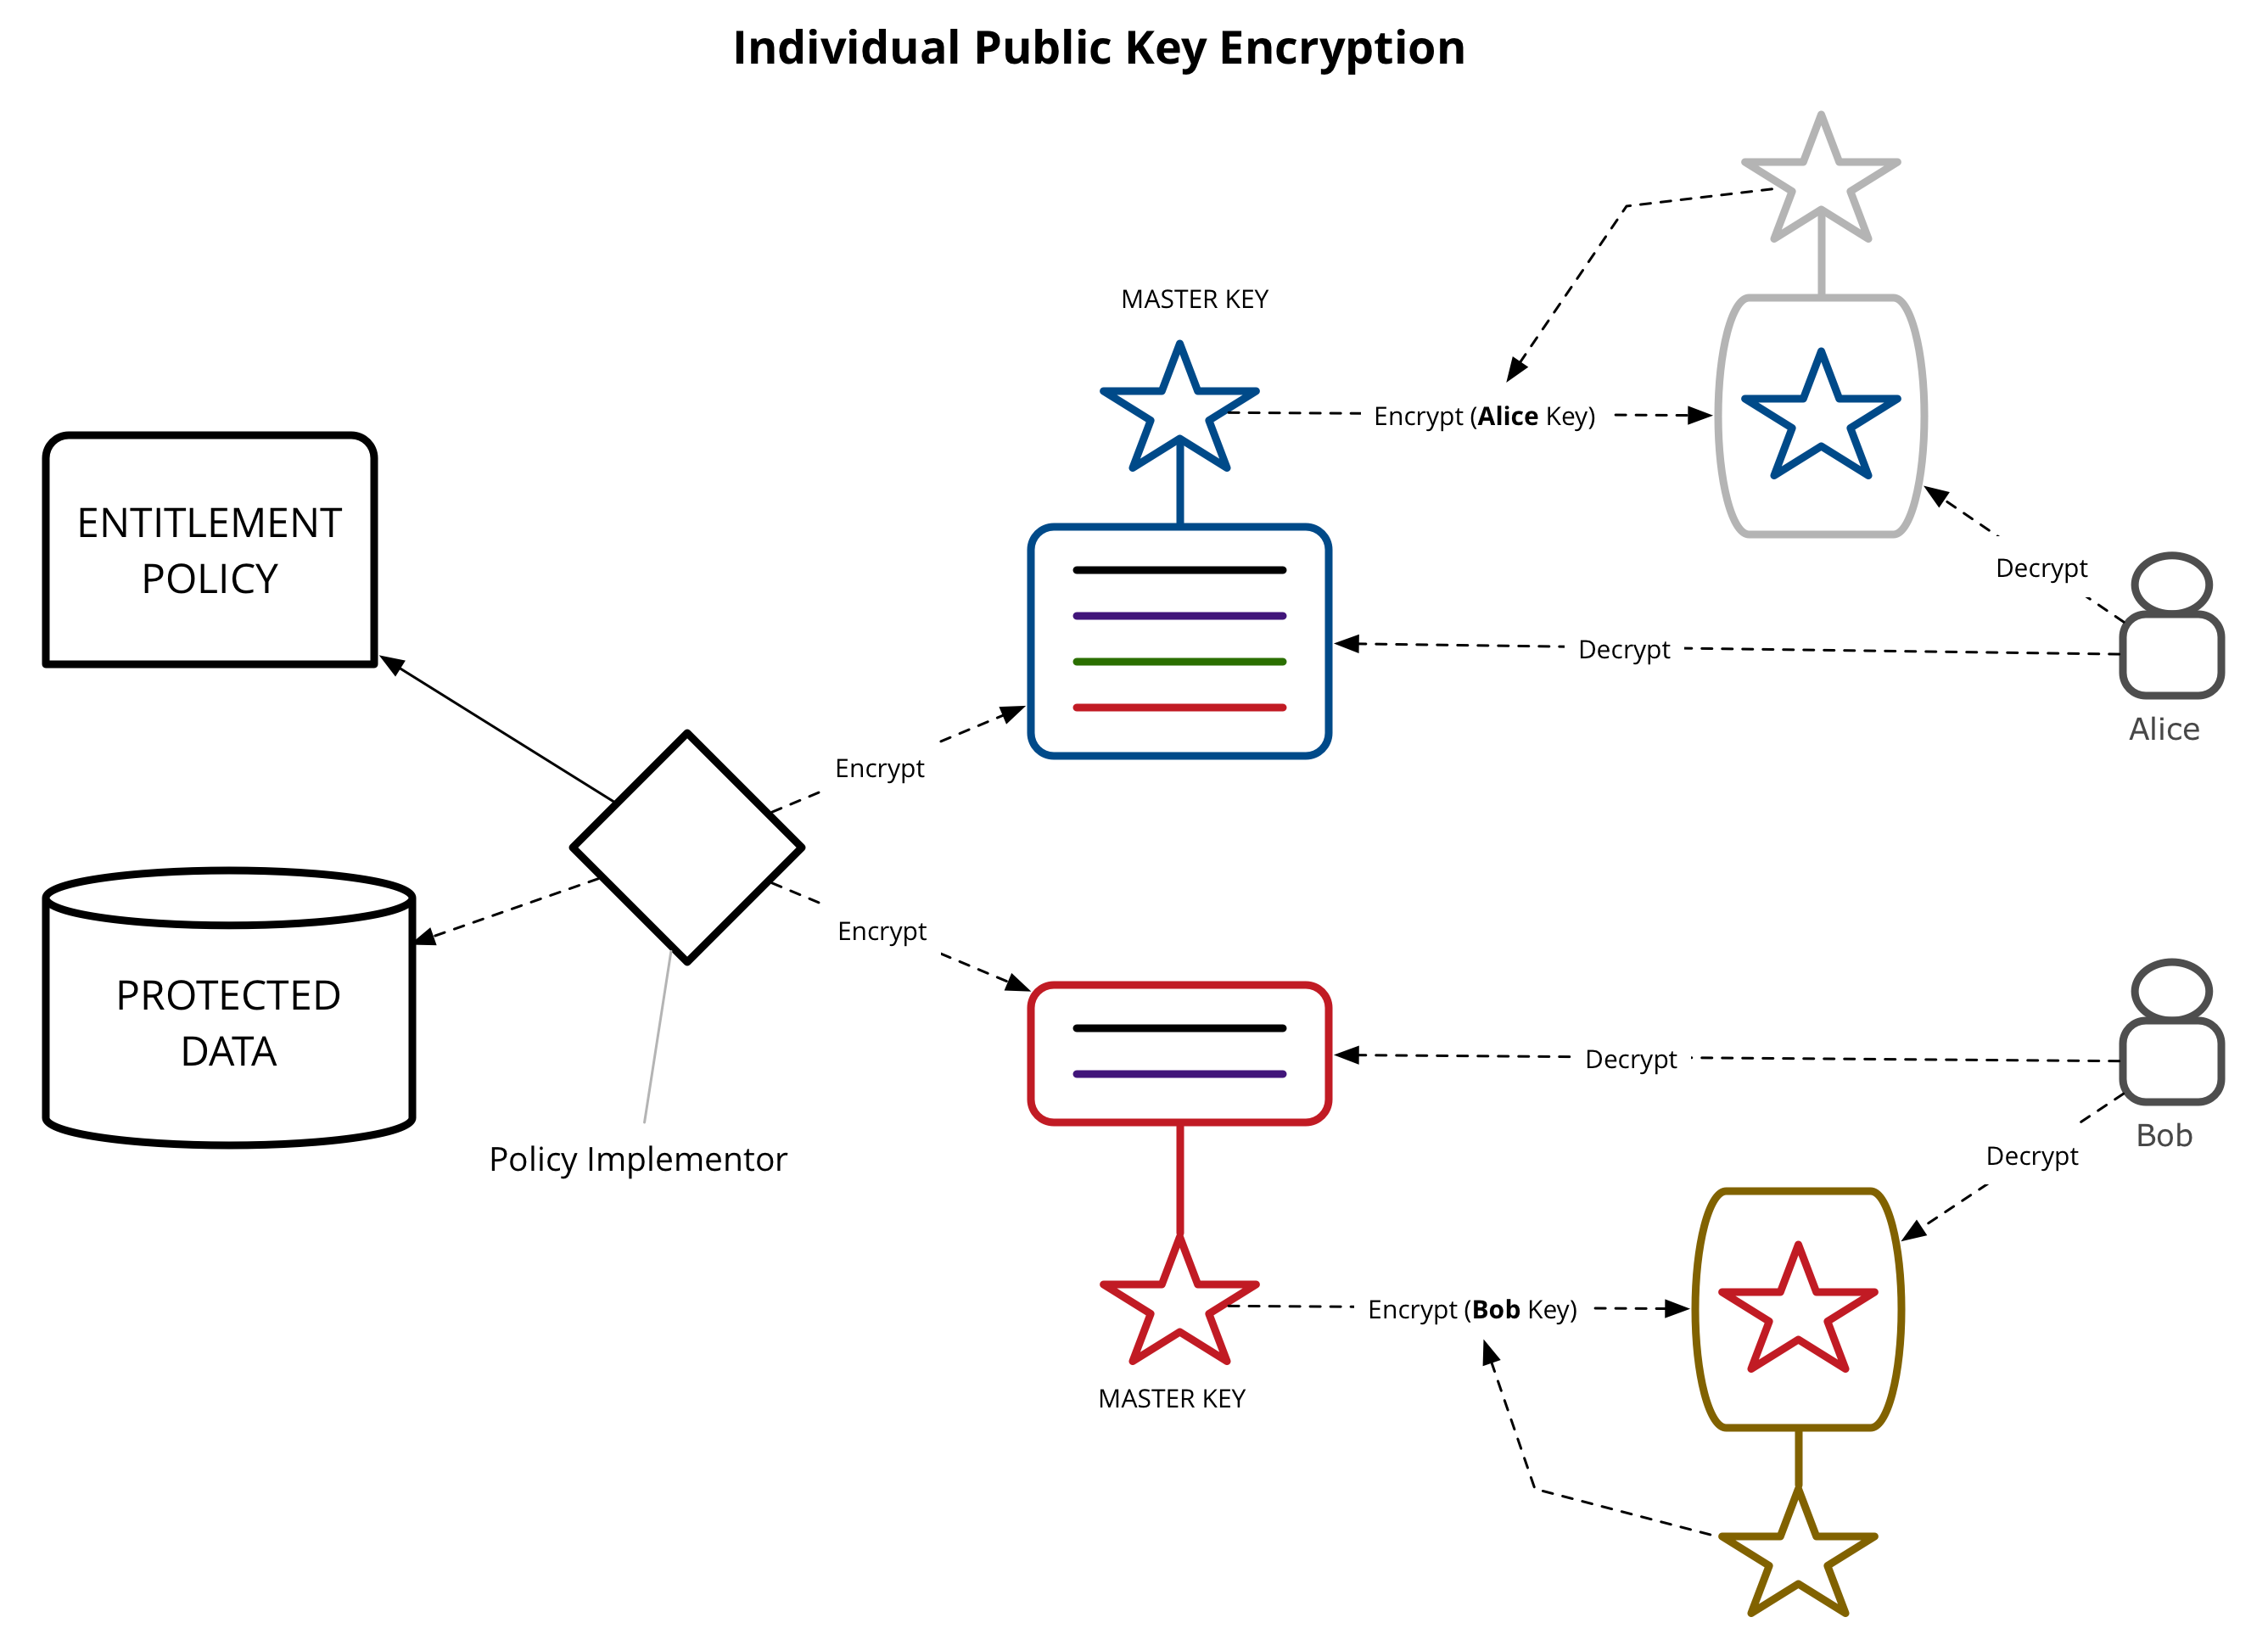 Individual Public Key Encryption
MASTER KEY
Encrypt (Alice Key)
ENTITLEMENT
POLICY
Decrypt
Decrypt
Alice
Encrypt
Encrypt
PROTECTED
DATA
Policy Implementor
Decrypt
Bob
Decrypt
Encrypt (Bob Key)
MASTER KEY